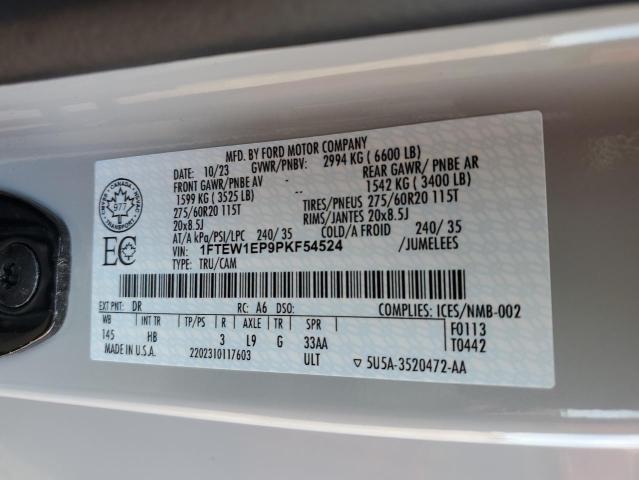 MFD. BY FORD MOTOR COMPANY
DATE: 10/23 GVWR/PNBV: 2994 KG ( 6600 LB)
FRONT GAWR/PNBE AV - REAR GAWR/ PNBE AR
1599 KG ( 3525 LB) 1542 KG ( 3400 LB)
275/60R20 115T TIRES/PNEUS 275/60R20 115T
20x8.5J RIMS/JANTES 20x8.5J
AT/A kPa/PSI/LPC 240/ 35 COLD/A FROID 240/ 35
VIN: 1FTEW1EP9PKF54524 /JUMELEES
TYPE: TRU/CAM
CANADA
977
TRANSPORT
EC
EXT PNT: DR RC: A6 DSO: COMPLIES: ICES/NMB-002
WB INT TR TP/PS R AXLE TR SPR F0113
145 HB 3 L9 G 33AA T0442
MADE IN U.S.A. 2202310117603 ULT ▽ 5U5A-3520472-AA